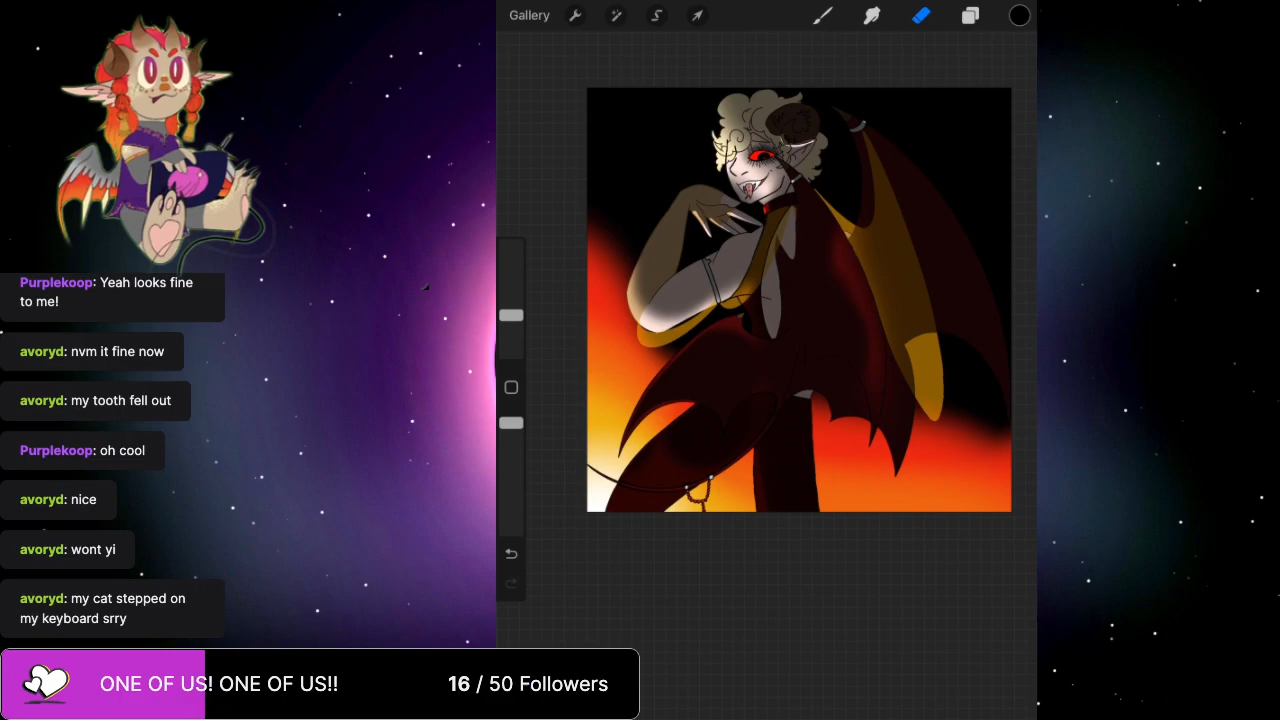 Gallery
Purplekoop: Yeah looks fine
to me!
avoryd: nvm it fine now
avoryd: my tooth fell out
Purplekoop: oh cool
avoryd: nice
avoryd: wont yi
avoryd: my cat stepped on
my keyboard srry
ONE OF US! ONE OF US!! 16 / 50 Followers